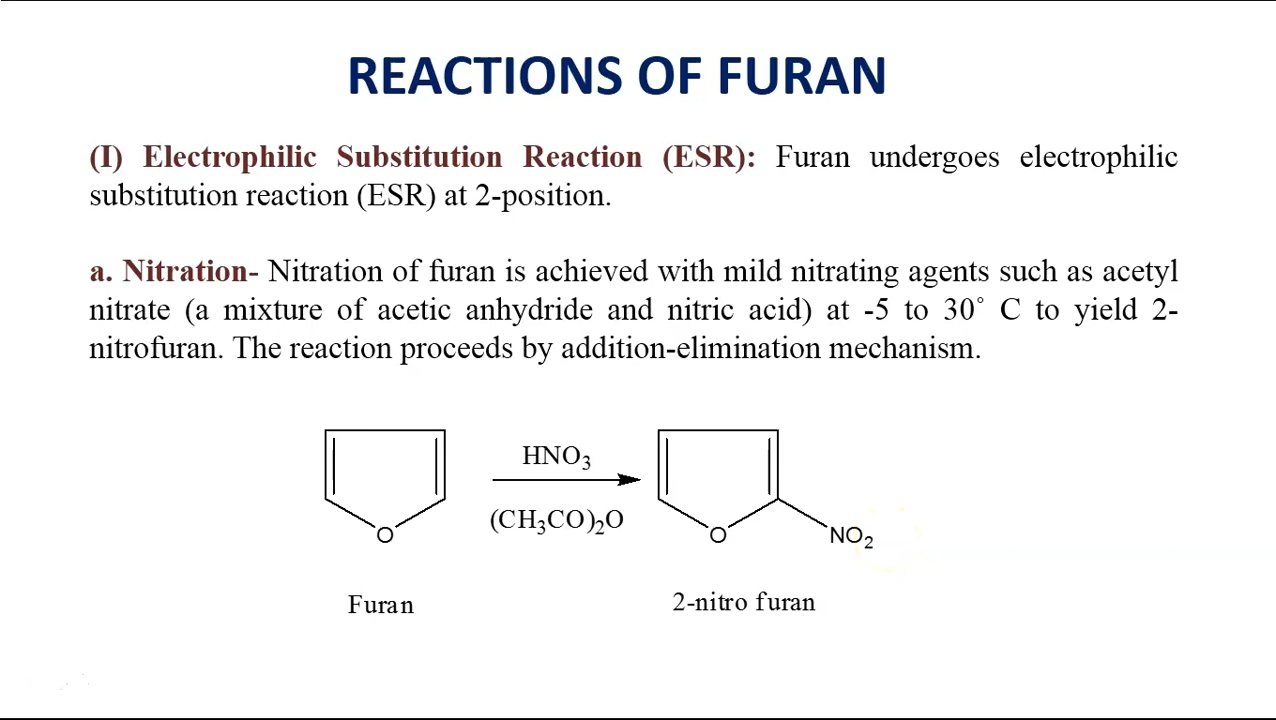 REACTIONS OF FURAN
(I) Electrophilic Substitution Reaction (ESR): Furan undergoes electrophilic
substitution reaction (ESR) at 2-position.
a. Nitration- Nitration of furan is achieved with mild nitrating agents such as acetyl
nitrate (a mixture of acetic anhydride and nitric acid) at -5 to 30˚ C to yield 2-
nitrofuran. The reaction proceeds by addition-elimination mechanism.
HNO₃
(CH₃CO)₂O
O
O
NO₂
Furan
2-nitro furan